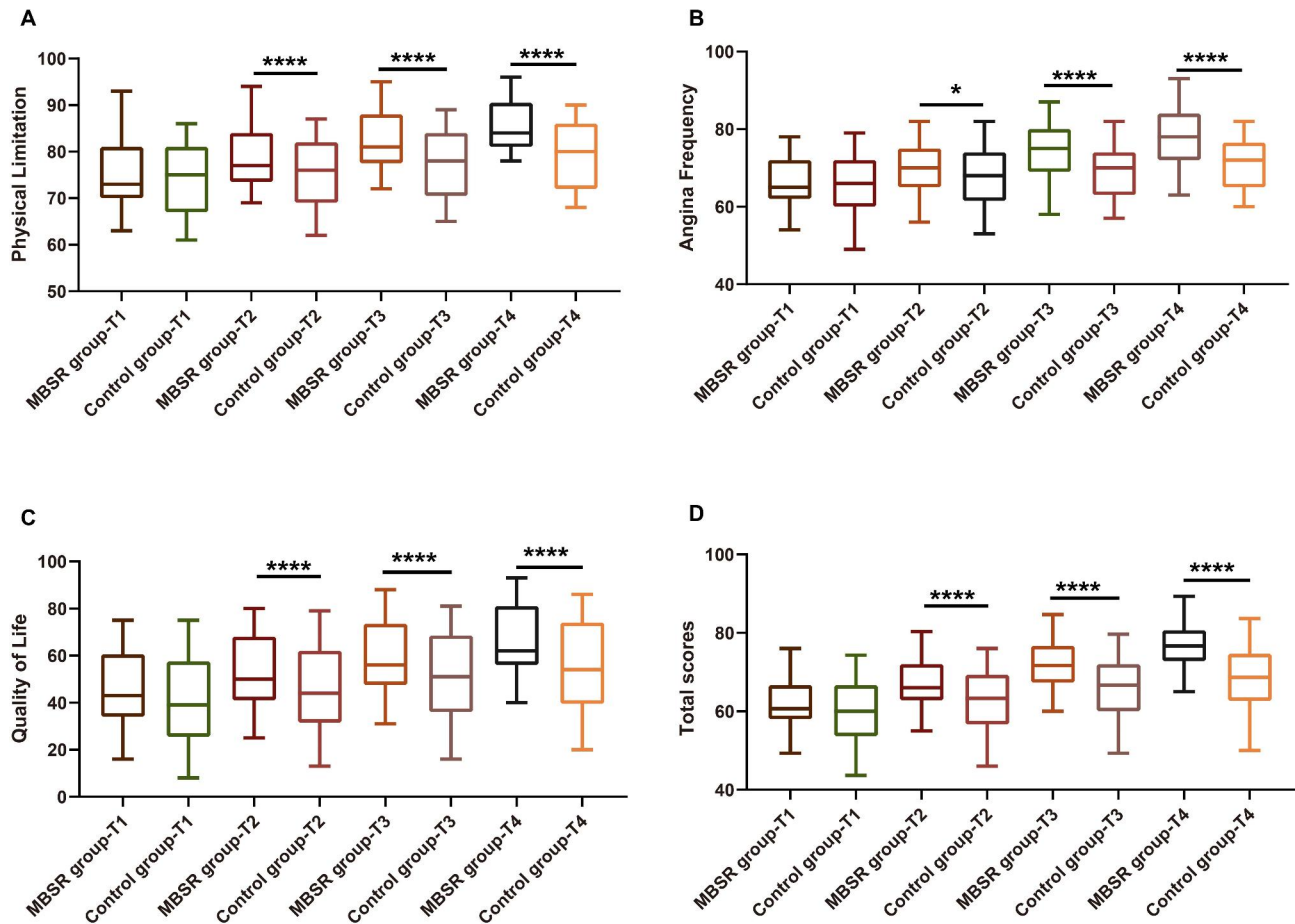 A
Physical Limitation
100
90
80
70
60
50
****
****
****
MBSR group-T1
Control group-T1
MBSR group-T2
Control group-T2
MBSR group-T3
Control group-T3
MBSR group-T4
Control group-T4
B
Angina Frequency
100
80
60
40
*
****
****
MBSR group-T1
Control group-T1
MBSR group-T2
Control group-T2
MBSR group-T3
Control group-T3
MBSR group-T4
Control group-T4
C
Quality of Life
100
80
60
40
20
0
****
****
****
MBSR group-T1
Control group-T1
MBSR group-T2
Control group-T2
MBSR group-T3
Control group-T3
MBSR group-T4
Control group-T4
D
Total scores
100
80
60
40
****
****
****
MBSR group-T1
Control group-T1
MBSR group-T2
Control group-T2
MBSR group-T3
Control group-T3
MBSR group-T4
Control group-T4